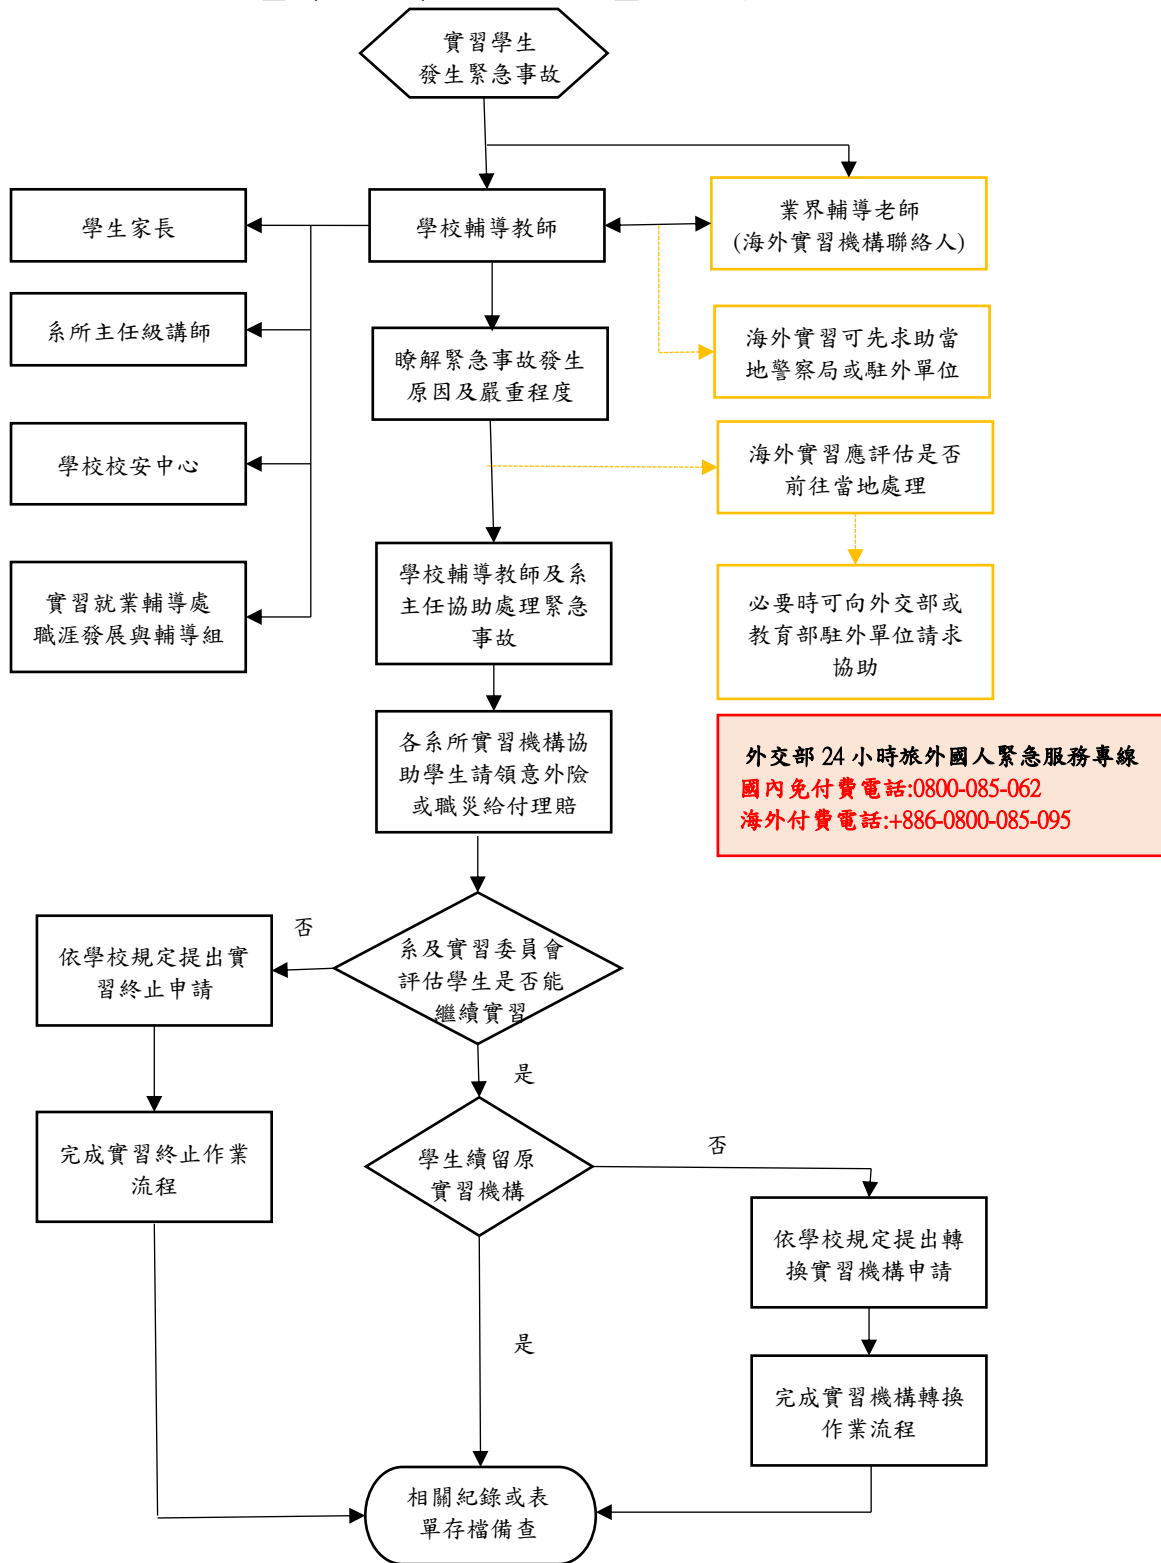 實習學生
發生緊急事故
學生家長
學校輔導教師
業界輔導老師
(海外實習機構聯絡人)
系所主任級講師
瞭解緊急事故發生
原因及嚴重程度
海外實習可先求助當
地警察局或駐外單位
學校校安中心
海外實習應評估是否
前往當地處理
實習就業輔導處
職涯發展與輔導組
學校輔導教師及系
主任協助處理緊急
事故
必要時可向外交部或
教育部駐外單位請求
協助
各系所實習機構協
助學生請領意外險
或職災給付理賠
外交部 24 小時旅外國人緊急服務專線
國內免付費電話:0800-085-062
海外付費電話:+886-0800-085-095
系及實習委員會
評估學生是否能
繼續實習
否
依學校規定提出實
習終止申請
是
完成實習終止作業
流程
學生續留原
實習機構
否
依學校規定提出轉
換實習機構申請
是
完成實習機構轉換
作業流程
相關紀錄或表
單存檔備查